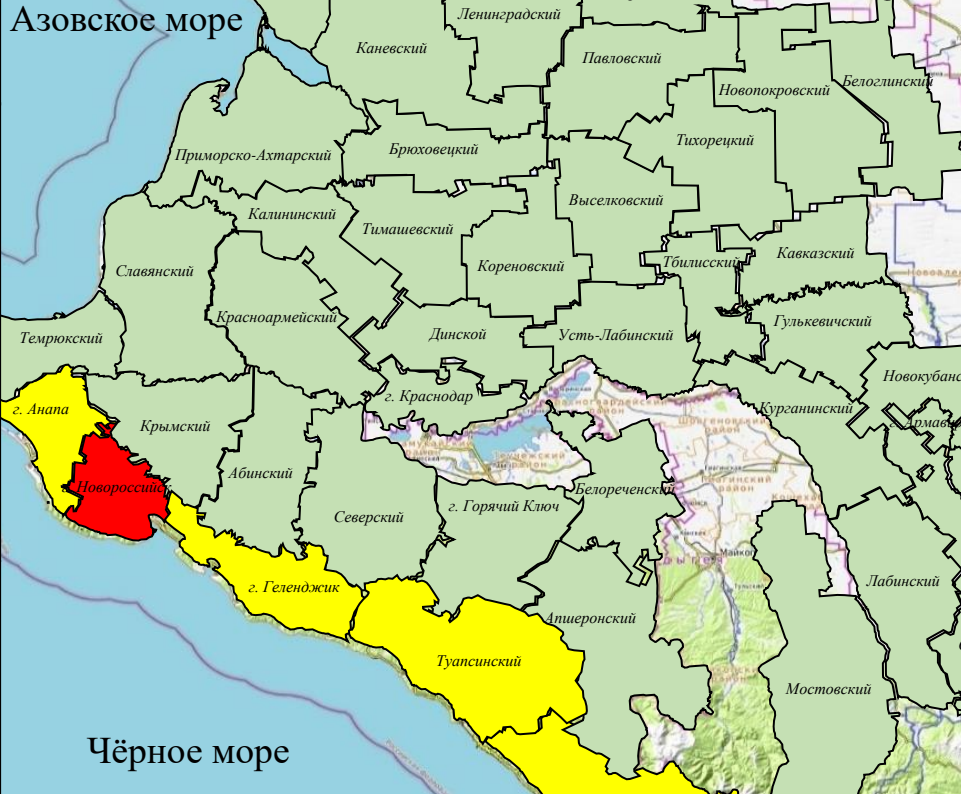 Азовское море
Ленинградский
Каневский
Павловский
Белоглинский
Новопокровский
Тихорецкий
Приморско-Ахтарский
Брюховецкий
Калининский
Тимашевский
Выселковский
Кавказский
Тбилисский
Славянский
Кореновский
Красноармейский
Гулькевичский
Темрюкский
Динской
Усть-Лабинский
Новокубанс
г. Краснодар
Курганинский
г. Анапа
Крымский
г. Армавир
Абинский
г. Новороссийск
Белореченский
г. Горячий Ключ
Северский
Майкоп
Лабинский
г. Геленджик
Апшеронский
Туапсинский
Мостовский
Чёрное море